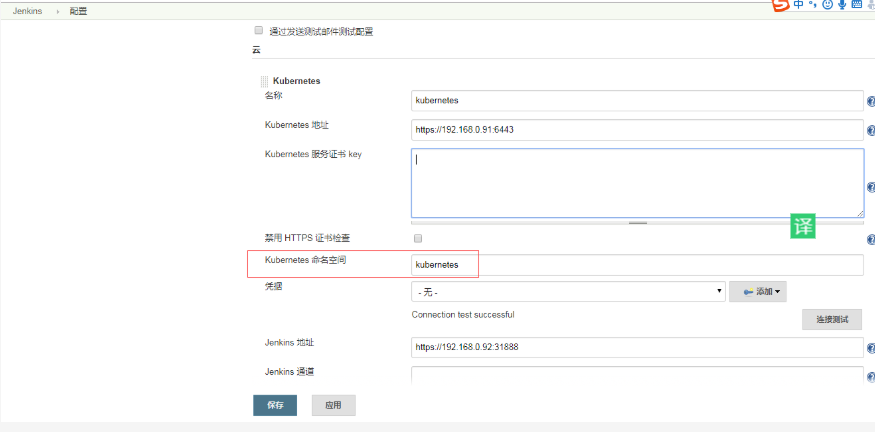 Jenkins › 配置
中
通过发送测试邮件测试配置
云
Kubernetes
名称 kubernetes
Kubernetes 地址 https://192.168.0.91:6443
Kubernetes 服务证书 key
译
禁用 HTTPS 证书检查
Kubernetes 命名空间 kubernetes
凭据 - 无 - 添加
Connection test successful
连接测试
Jenkins 地址 https://192.168.0.92:31888
Jenkins 通道
保存 应用